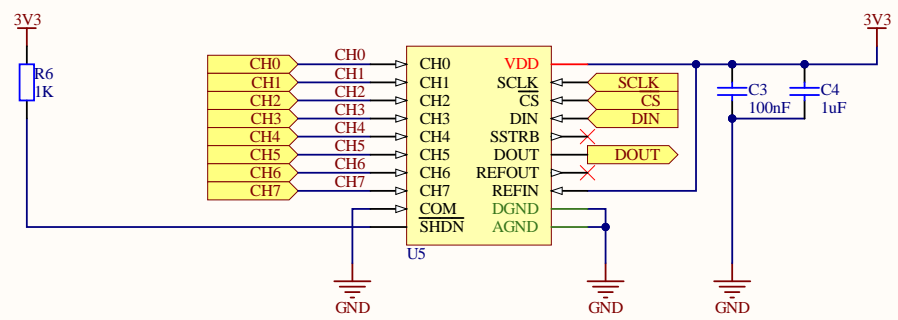 3V3
3V3
R6
1K
CH0
CH1
CH2
CH3
CH4
CH5
CH6
CH7
CH0
CH1
CH2
CH3
CH4
CH5
CH6
CH7
CH0
CH1
CH2
CH3
CH4
CH5
CH6
CH7
COM
SHDN
VDD
SCLK
CS
DIN
SSTRB
DOUT
REFOUT
REFIN
DGND
AGND
U5
SCLK
CS
DIN
DOUT
C3
100nF
C4
1uF
GND
GND
GND